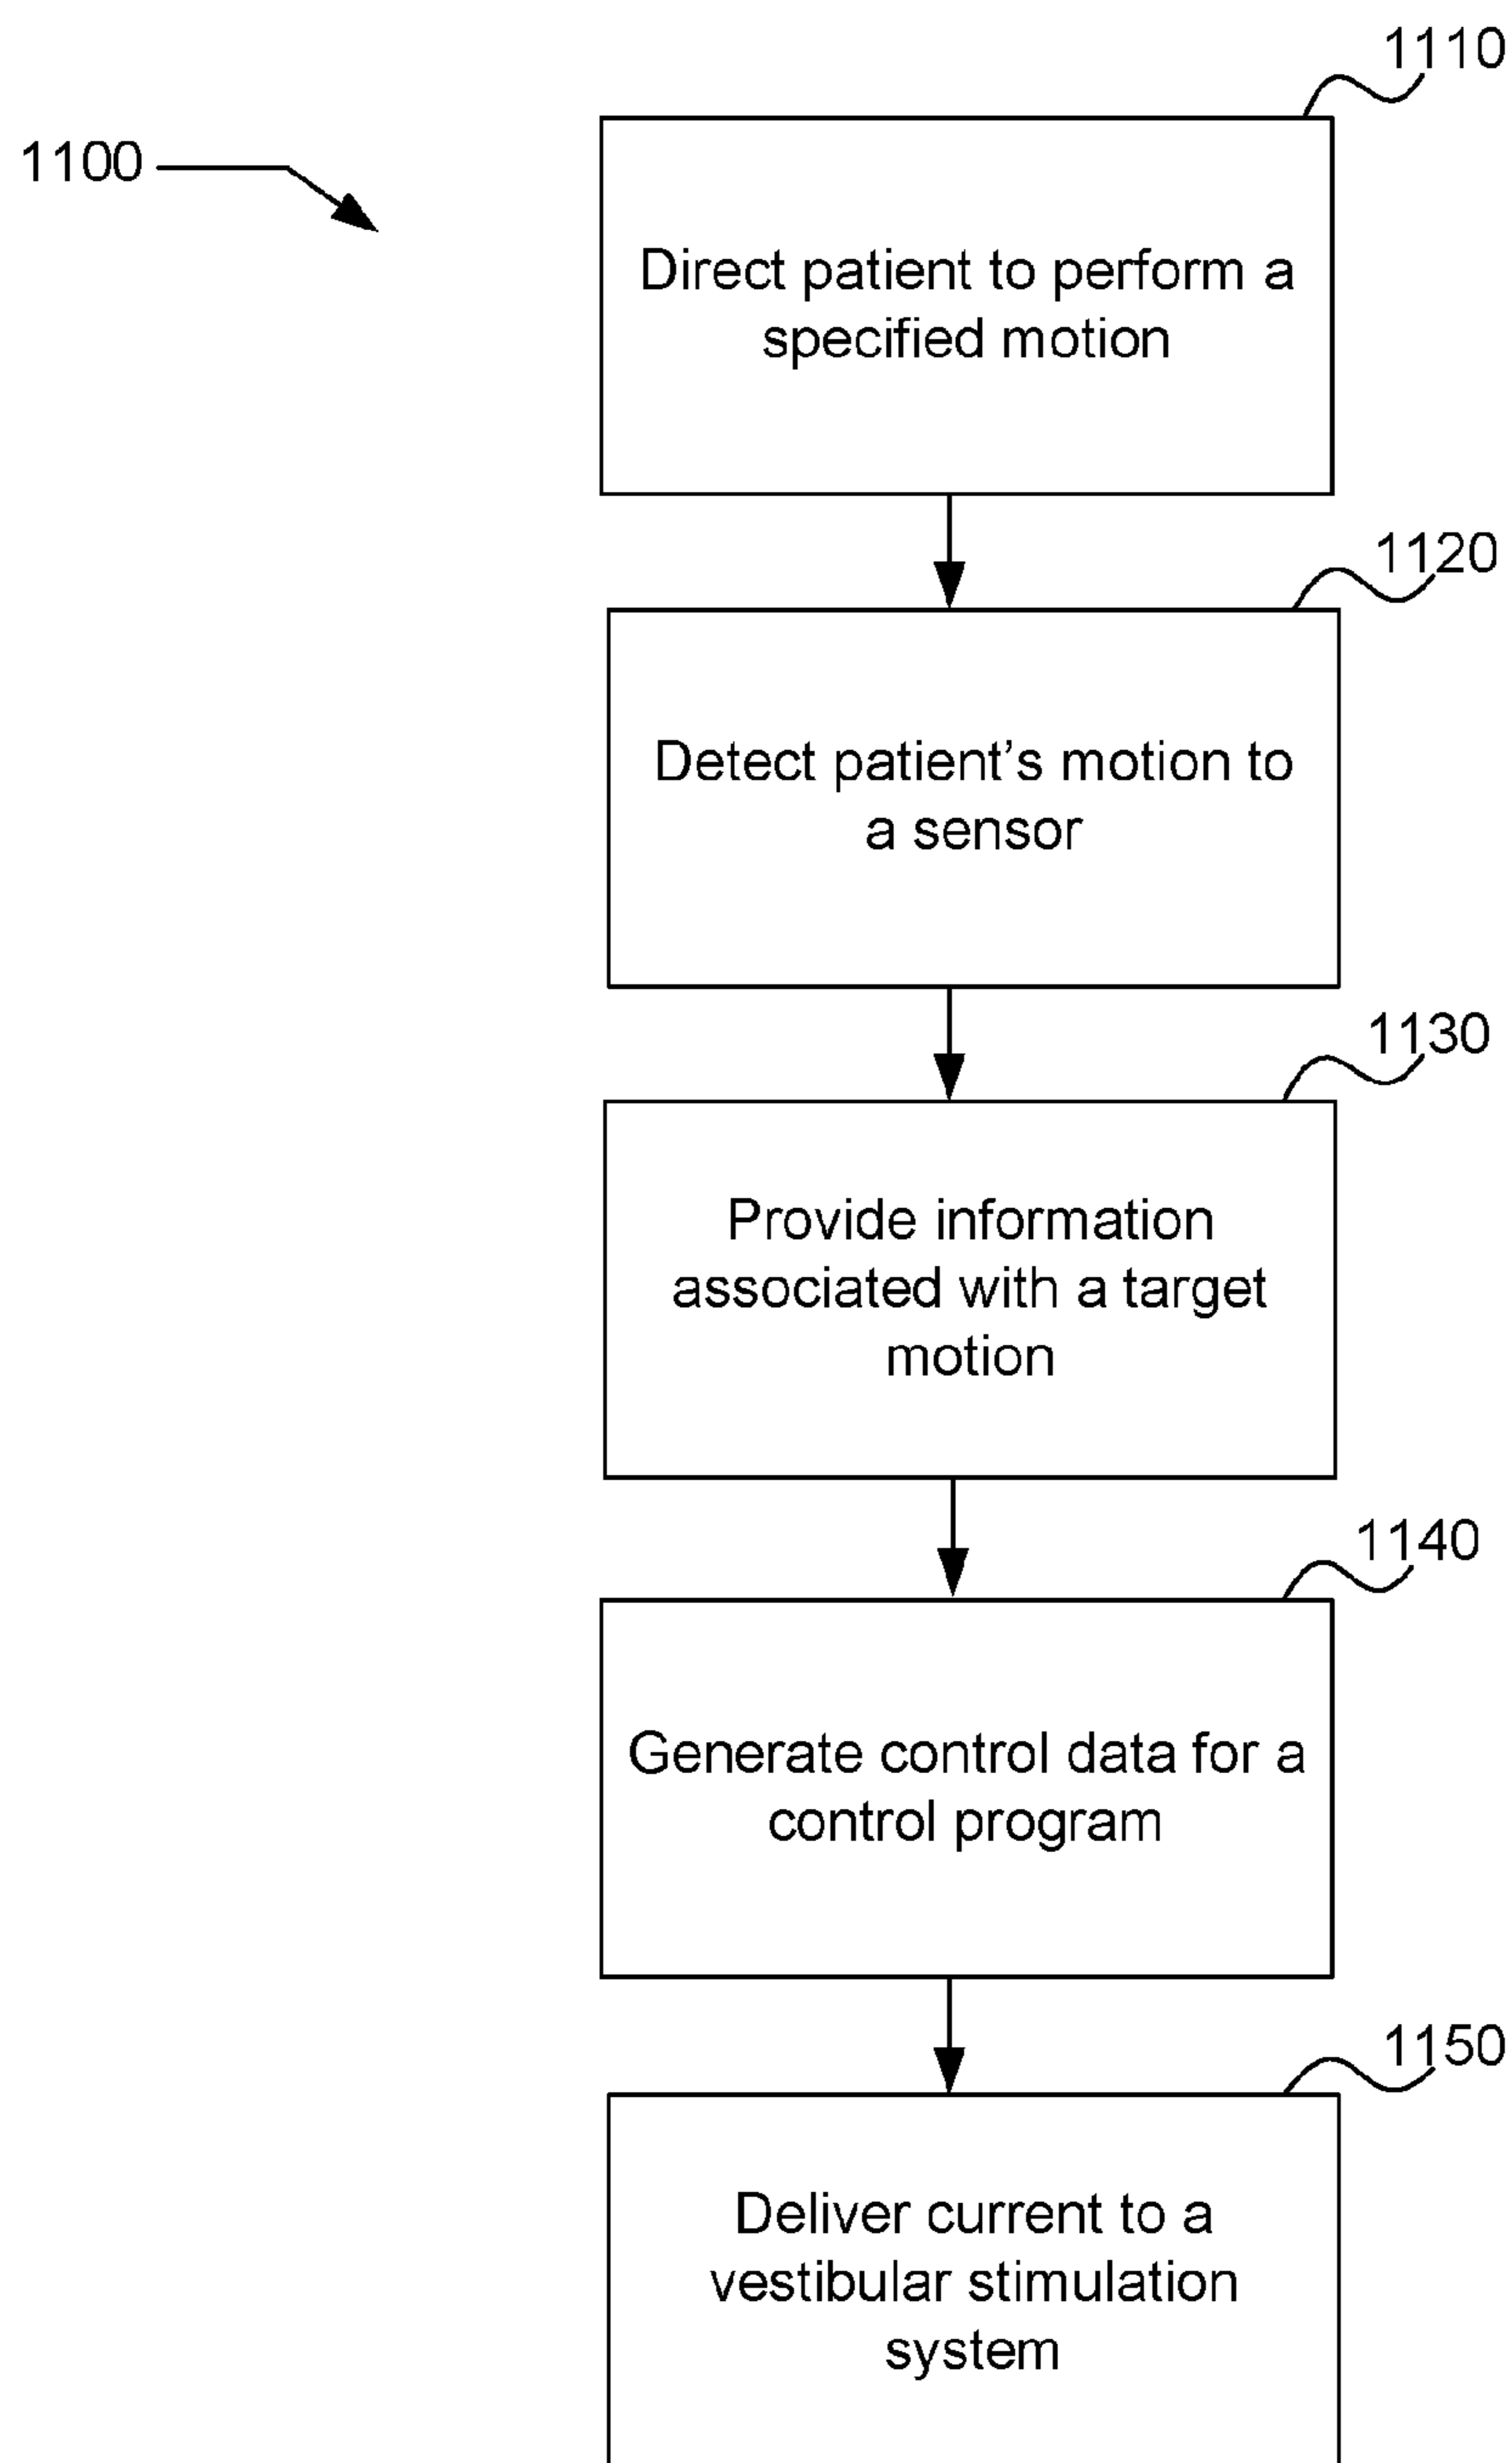 1110
1100
Direct patient to perform a
specified motion
1120
Detect patient's motion to
a sensor
1130
Provide information
associated with a target
motion
1140
Generate control data for a
control program
1150
Deliver current to a
vestibular stimulation
system